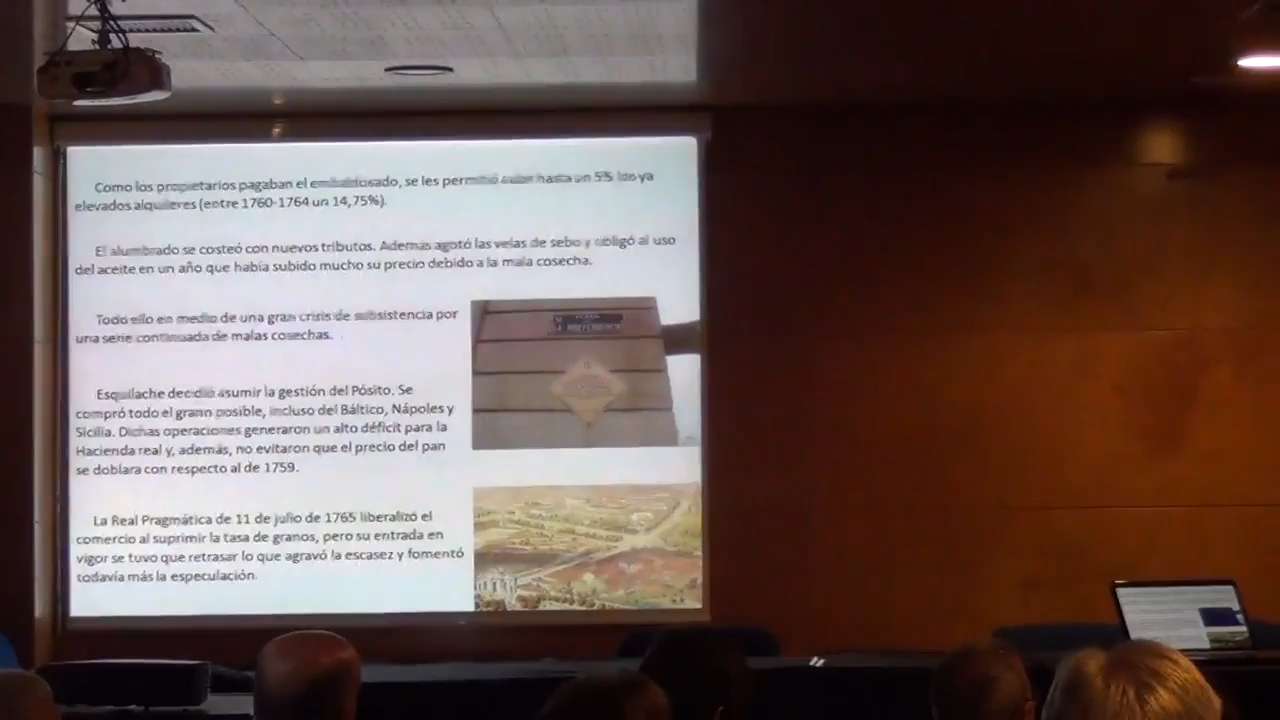 Como los propietarios pagaban el embaldosado, se les permitió subir hasta un 5% los ya
elevados alquileres (entre 1760-1764 un 14,75%).
El alumbrado se costeó con nuevos tributos. Además agotó las velas de sebo y obligó al uso
del aceite en un año que había subido mucho su precio debido a la mala cosecha.
Todo ello en medio de una gran crisis de subsistencia por
una serie continuada de malas cosechas.
Esquilache decidió asumir la gestión del Pósito. Se
compró todo el grano posible, incluso del Báltico, Nápoles y
Sicilia. Dichas operaciones generaron un alto déficit para la
Hacienda real y, además, no evitaron que el precio del pan
se doblara con respecto al de 1759.
La Real Pragmática de 11 de julio de 1765 liberalizó el
comercio al suprimir la tasa de granos, pero su entrada en
vigor se tuvo que retrasar lo que agravó la escasez y fomentó
todavía más la especulación.